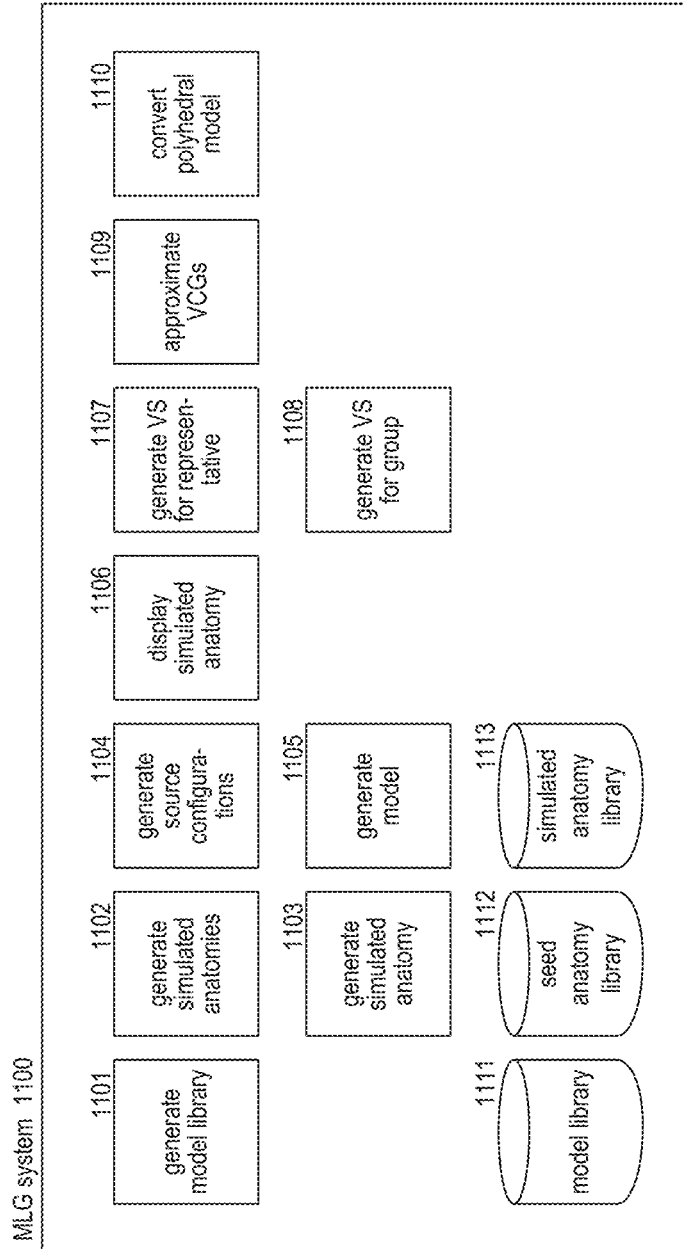 MLG system 1100
1101
generate
model library
1102
generate
simulated
anatomies
1104
generate
source
configura-
tions
1106
display
simulated
anatomy
1107
generate VS
for represen-
tative
1109
approximate
VCGs
1110
convert
polyhedral
model
1103
generate
simulated
anatomy
1105
generate
model
1108
generate VS
for group
1111
model library
1112
seed
anatomy
library
1113
simulated
anatomy
library